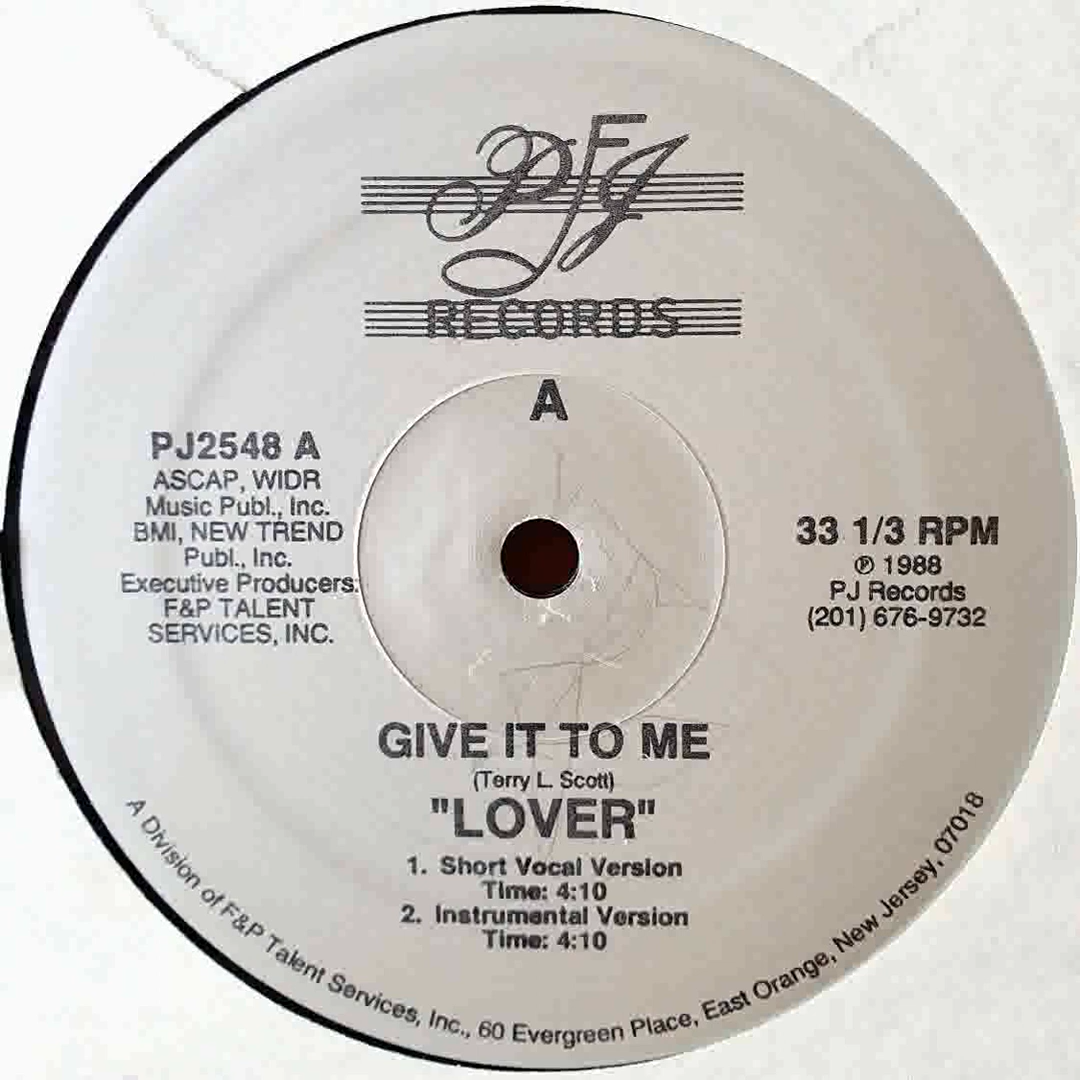 PFJ
RECORDS
A
PJ2548 A
ASCAP, WIDR
Music Publ., Inc.
BMI, NEW TREND
Publ., Inc.
Executive Producers:
F&P TALENT
SERVICES, INC.
33 1/3 RPM
℗ 1988
PJ Records
(201) 676-9732
GIVE IT TO ME
(Terry L. Scott)
"LOVER"
1. Short Vocal Version
Time: 4:10
2. Instrumental Version
Time: 4:10
A Division of F&P Talent Services, Inc., 60 Evergreen Place, East Orange, New Jersey, 07018